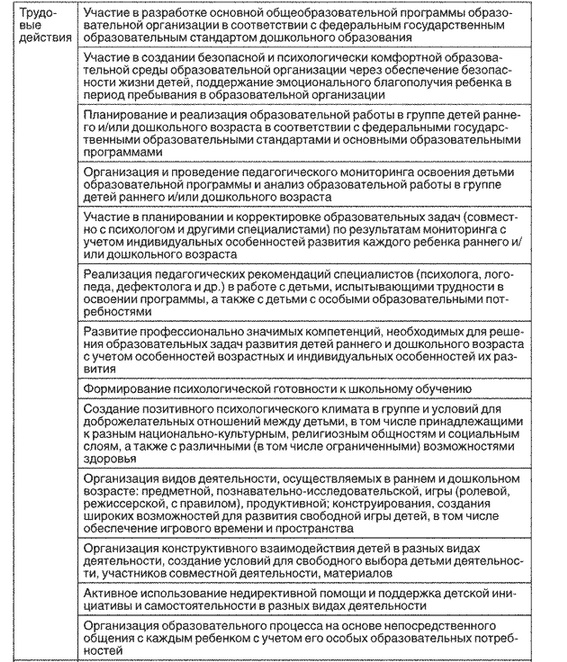 Трудо-
вые
действия
Участие в разработке основной общеобразовательной программы образо-
вательной организации в соответствии с федеральным государственным
образовательным стандартом дошкольного образования
Участие в создании безопасной и психологически комфортной образова-
тельной среды образовательной организации через обеспечение безопас-
ности жизни детей, поддержание эмоционального благополучия ребенка в
период пребывания в образовательной организации
Планирование и реализация образовательной работы в группе детей ранне-
го и/или дошкольного возраста в соответствии с федеральными государс-
твенными образовательными стандартами и основными образовательными
программами
Организация и проведение педагогического мониторинга освоения детьми
образовательной программы и анализ образовательной работы в группе
детей раннего и/или дошкольного возраста
Участие в планировании и корректировке образовательных задач (совмест-
но с психологом и другими специалистами) по результатам мониторинга с
учетом индивидуальных особенностей развития каждого ребенка раннего и/
или дошкольного возраста
Реализация педагогических рекомендаций специалистов (психолога, лого-
педа, дефектолога и др.) в работе с детьми, испытывающими трудности в
освоении программы, а также с детьми с особыми образовательными пот-
ребностями
Развитие профессионально значимых компетенций, необходимых для реше-
ния образовательных задач развития детей раннего и дошкольного возраста
с учетом особенностей возрастных и индивидуальных особенностей их раз-
вития
Формирование психологической готовности к школьному обучению
Создание позитивного психологического климата в группе и условий для
доброжелательных отношений между детьми, в том числе принадлежащими
к разным национально-культурным, религиозным общностям и социальным
слоям, а также с различными (в том числе ограниченными) возможностями
здоровья
Организация видов деятельности, осуществляемых в раннем и дошкольном
возрасте: предметной, познавательно-исследовательской, игры (ролевой,
режиссерской, с правилом), продуктивной; конструирования, создания
широких возможностей для развития свободной игры детей, в том числе
обеспечение игрового времени и пространства
Организация конструктивного взаимодействия детей в разных видах
деятельности, создание условий для свободного выбора детьми деятельнос-
ти, участников совместной деятельности, материалов
Активное использование недирективной помощи и поддержка детской ини-
циативы и самостоятельности в разных видах деятельности
Организация образовательного процесса на основе непосредственного
общения с каждым ребенком с учетом его особых образовательных потреб-
ностей